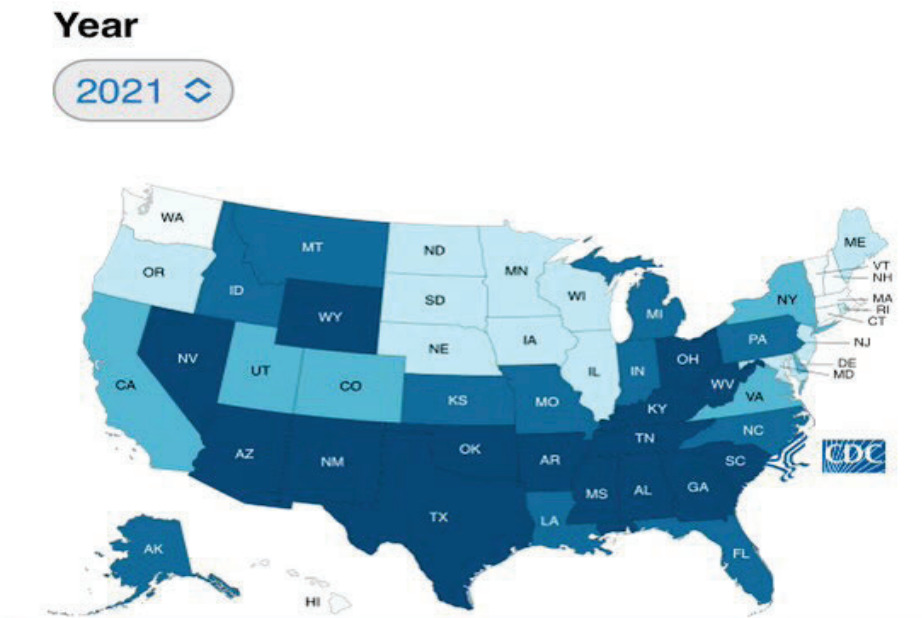 Year
2021
WA
ME
MT
ND
VT
OR
MN
NH
ID
SD
WI
NY
MA
WY
MI
RI
CT
NE
IA
PA
NJ
NV
IL
IN
OH
DE
UT
MD
CA
CO
WV
VA
KS
MO
KY
NC
TN
AZ
OK
CDC
NM
AR
SC
MS
AL
GA
TX
LA
AK
FL
HI